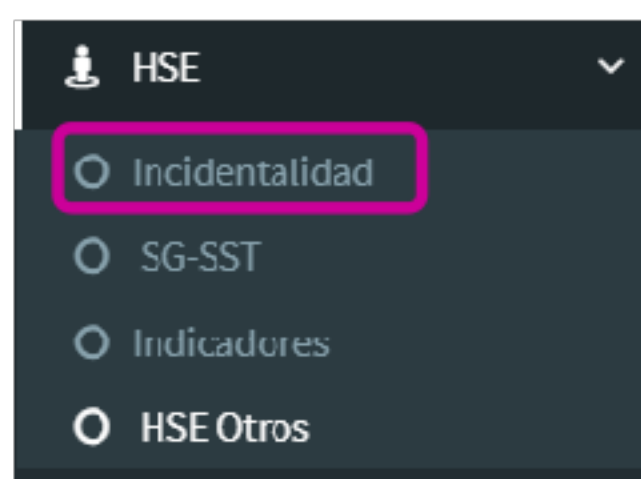 HSE
Incidentalidad
SG-SST
Indicadores
HSE Otros